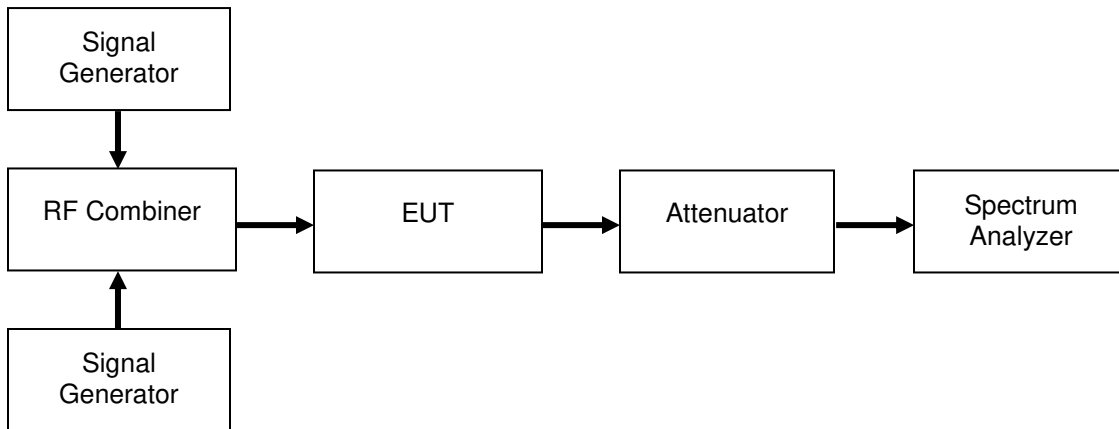 Signal
Generator
RF Combiner
EUT
Attenuator
Spectrum
Analyzer
Signal
Generator